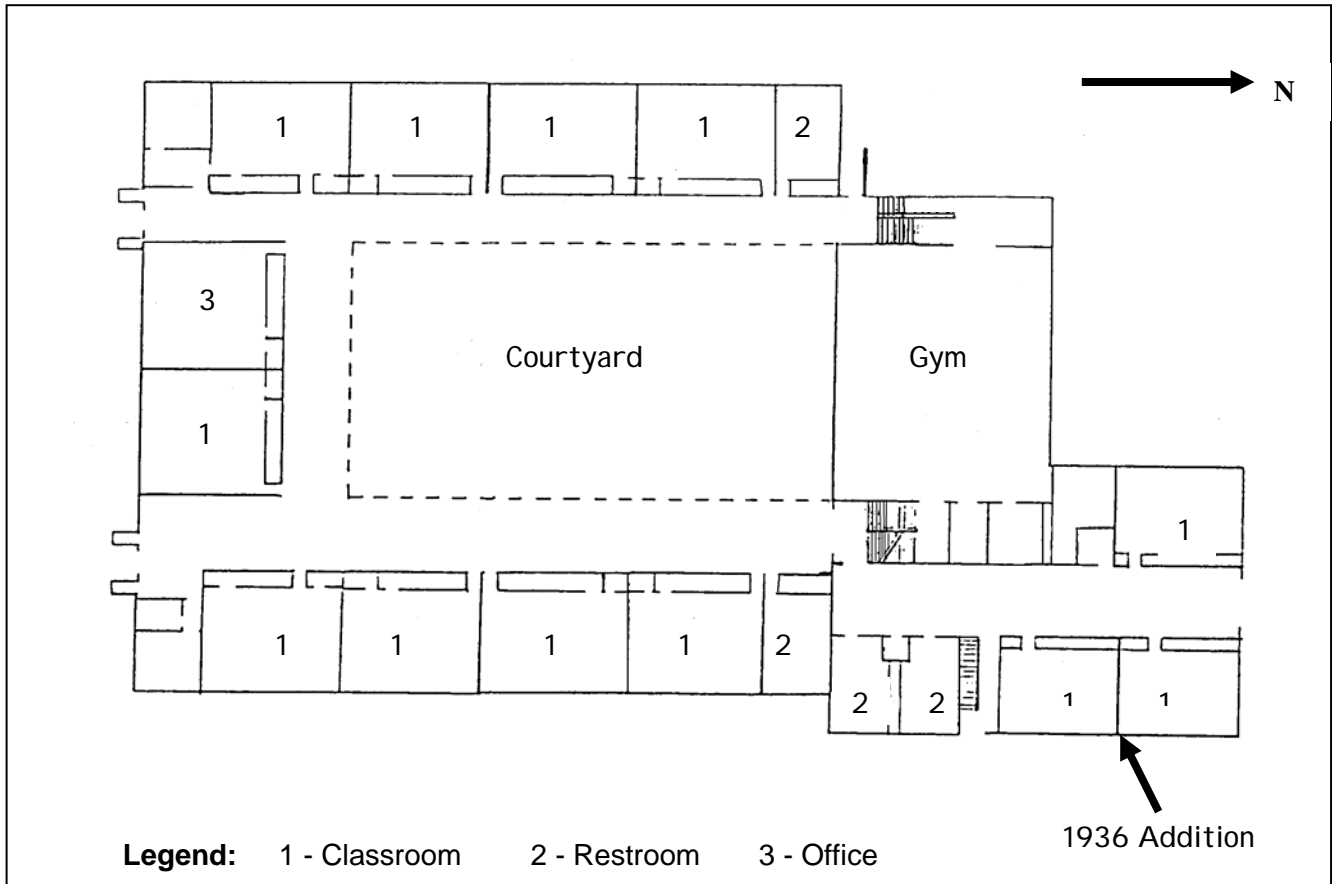 N
1 1 1 1 2
3
Courtyard Gym
1
1
1 1 1 1 2
2 2 1 1
1936 Addition
Legend: 1 - Classroom 2 - Restroom 3 - Office